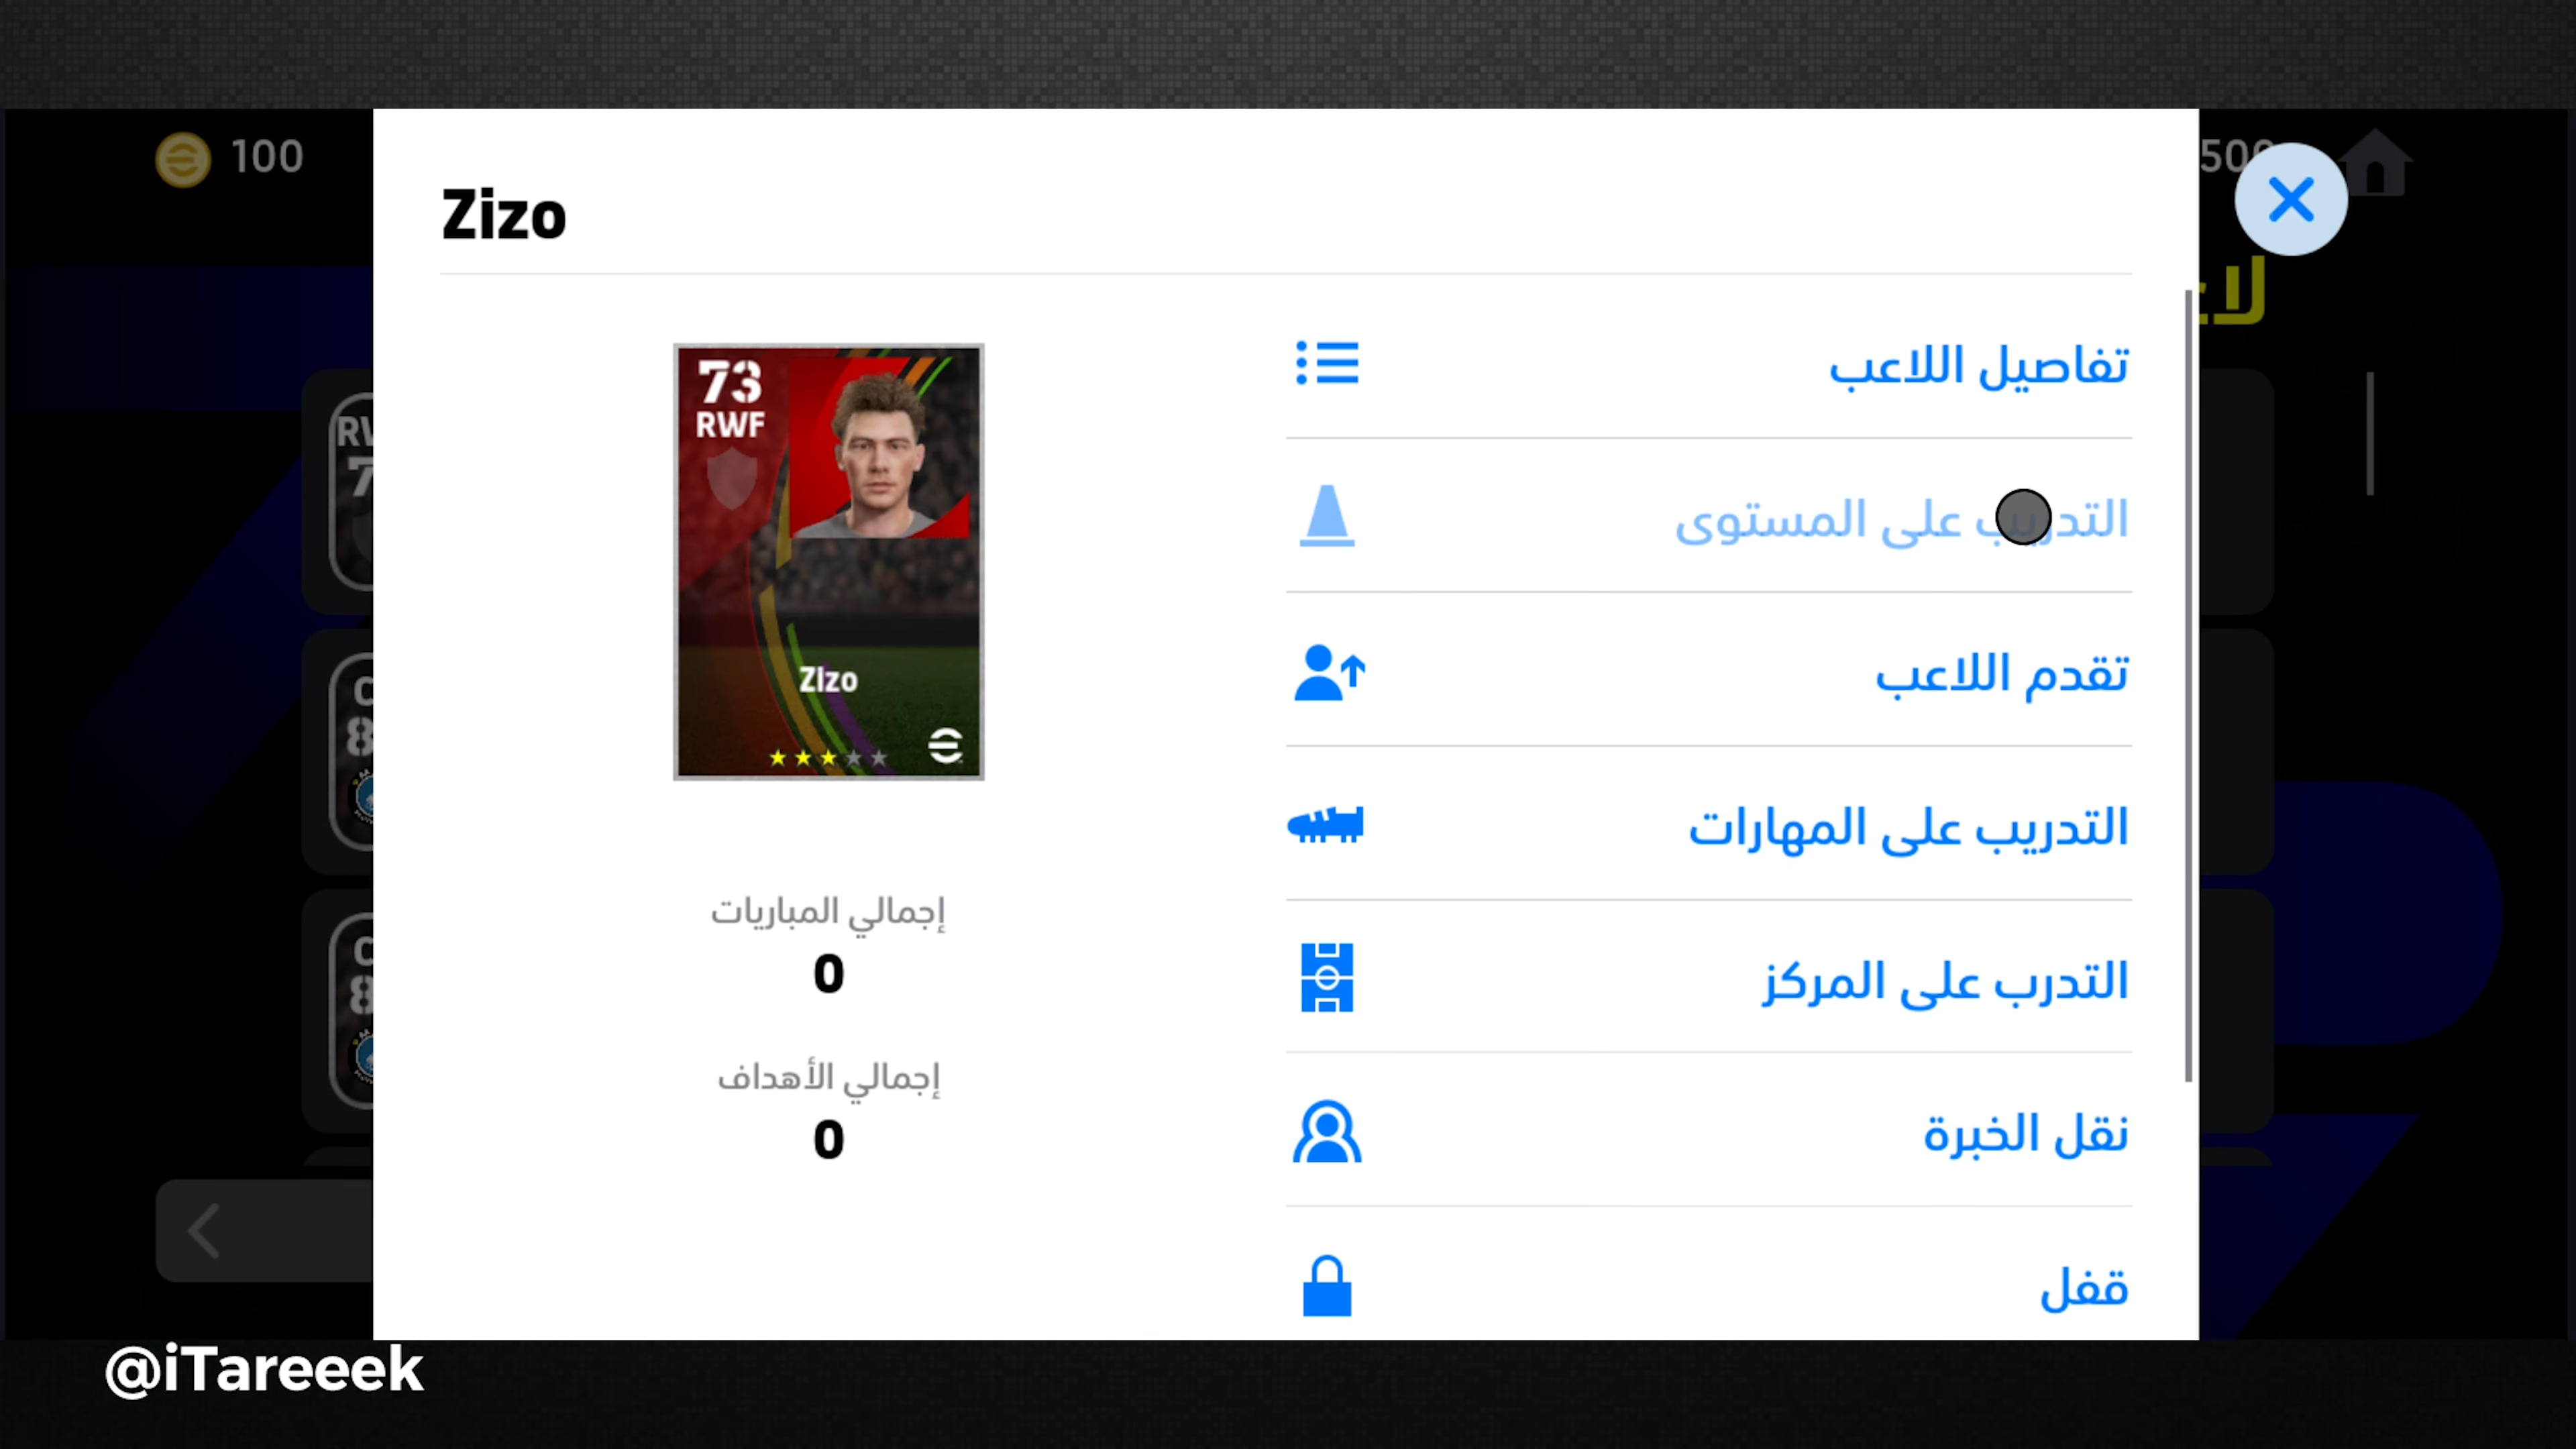 100
500
Zizo
73
RWF
Zizo
إجمالي المباريات
0
إجمالي الأهداف
0
تفاصيل اللاعب
التدريب على المستوى
تقدم اللاعب
التدريب على المهارات
التدرب على المركز
نقل الخبرة
قفل
@iTareeek